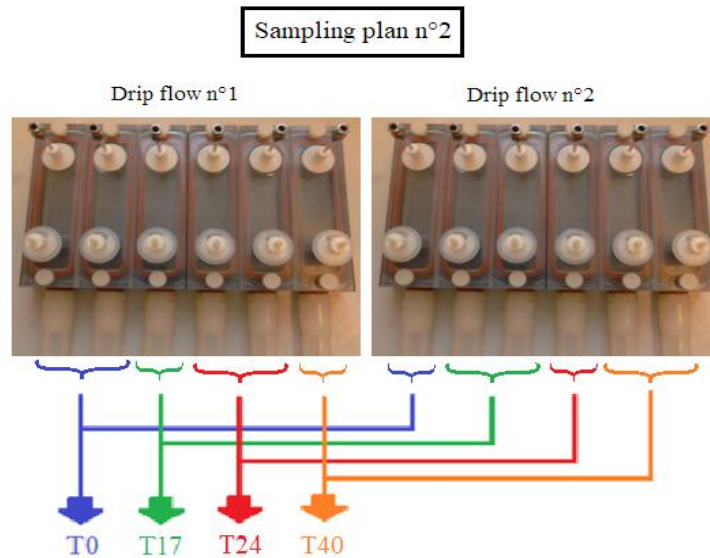 Sampling plan n°2
Drip flow n°1
Drip flow n°2
T0
T17
T24
T40